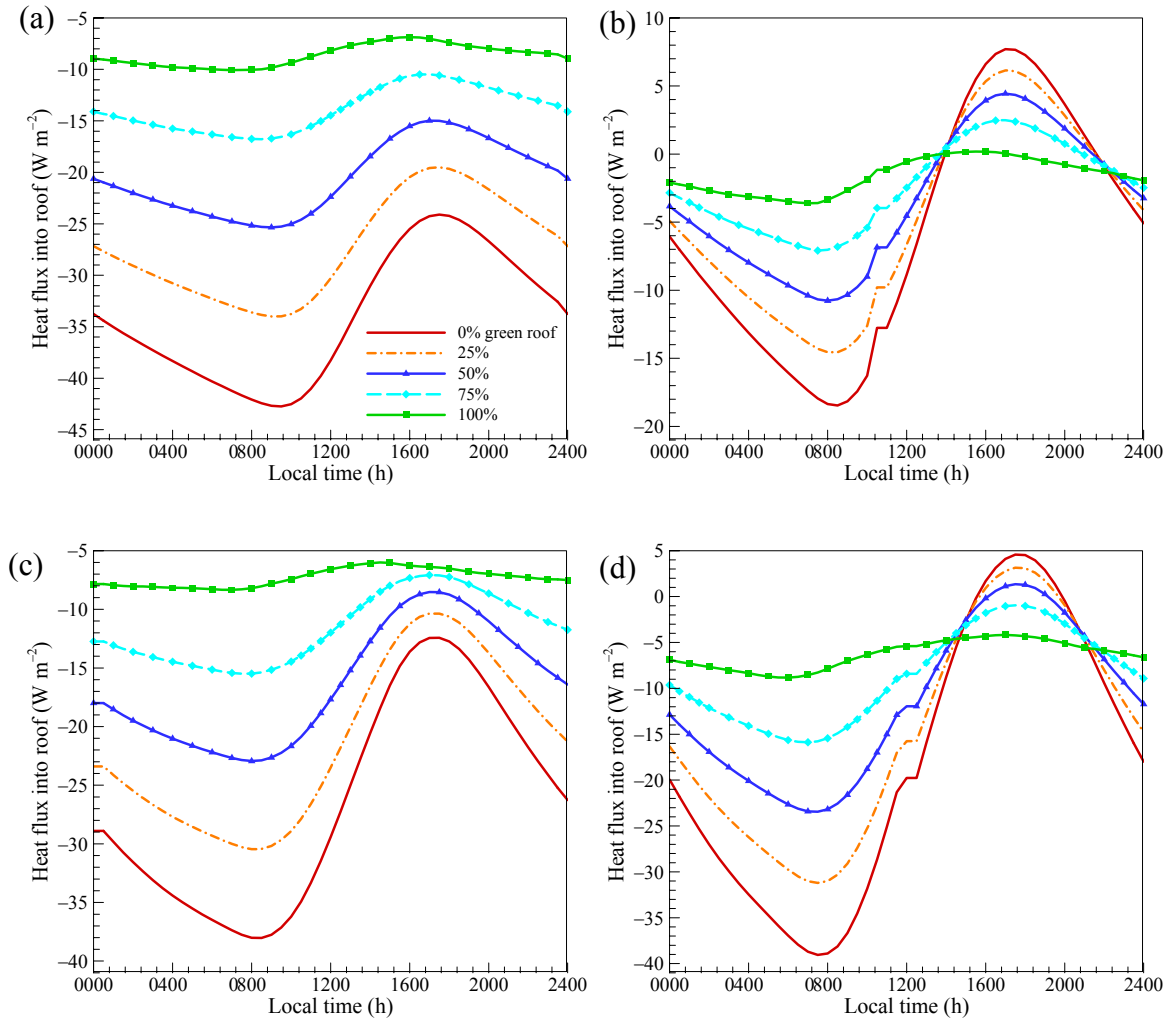 (a)
Heat flux into roof (W m⁻²)
−5
−10
−15
−20
−25
−30
−35
−40
−45
0% green roof
25%
50%
75%
100%
0000 0400 0800 1200 1600 2000 2400
Local time (h)
(b)
Heat flux into roof (W m⁻²)
10
5
0
−5
−10
−15
−20
0000 0400 0800 1200 1600 2000 2400
Local time (h)
(c)
Heat flux into roof (W m⁻²)
−5
−10
−15
−20
−25
−30
−35
−40
0000 0400 0800 1200 1600 2000 2400
Local time (h)
(d)
Heat flux into roof (W m⁻²)
5
0
−5
−10
−15
−20
−25
−30
−35
−40
0000 0400 0800 1200 1600 2000 2400
Local time (h)